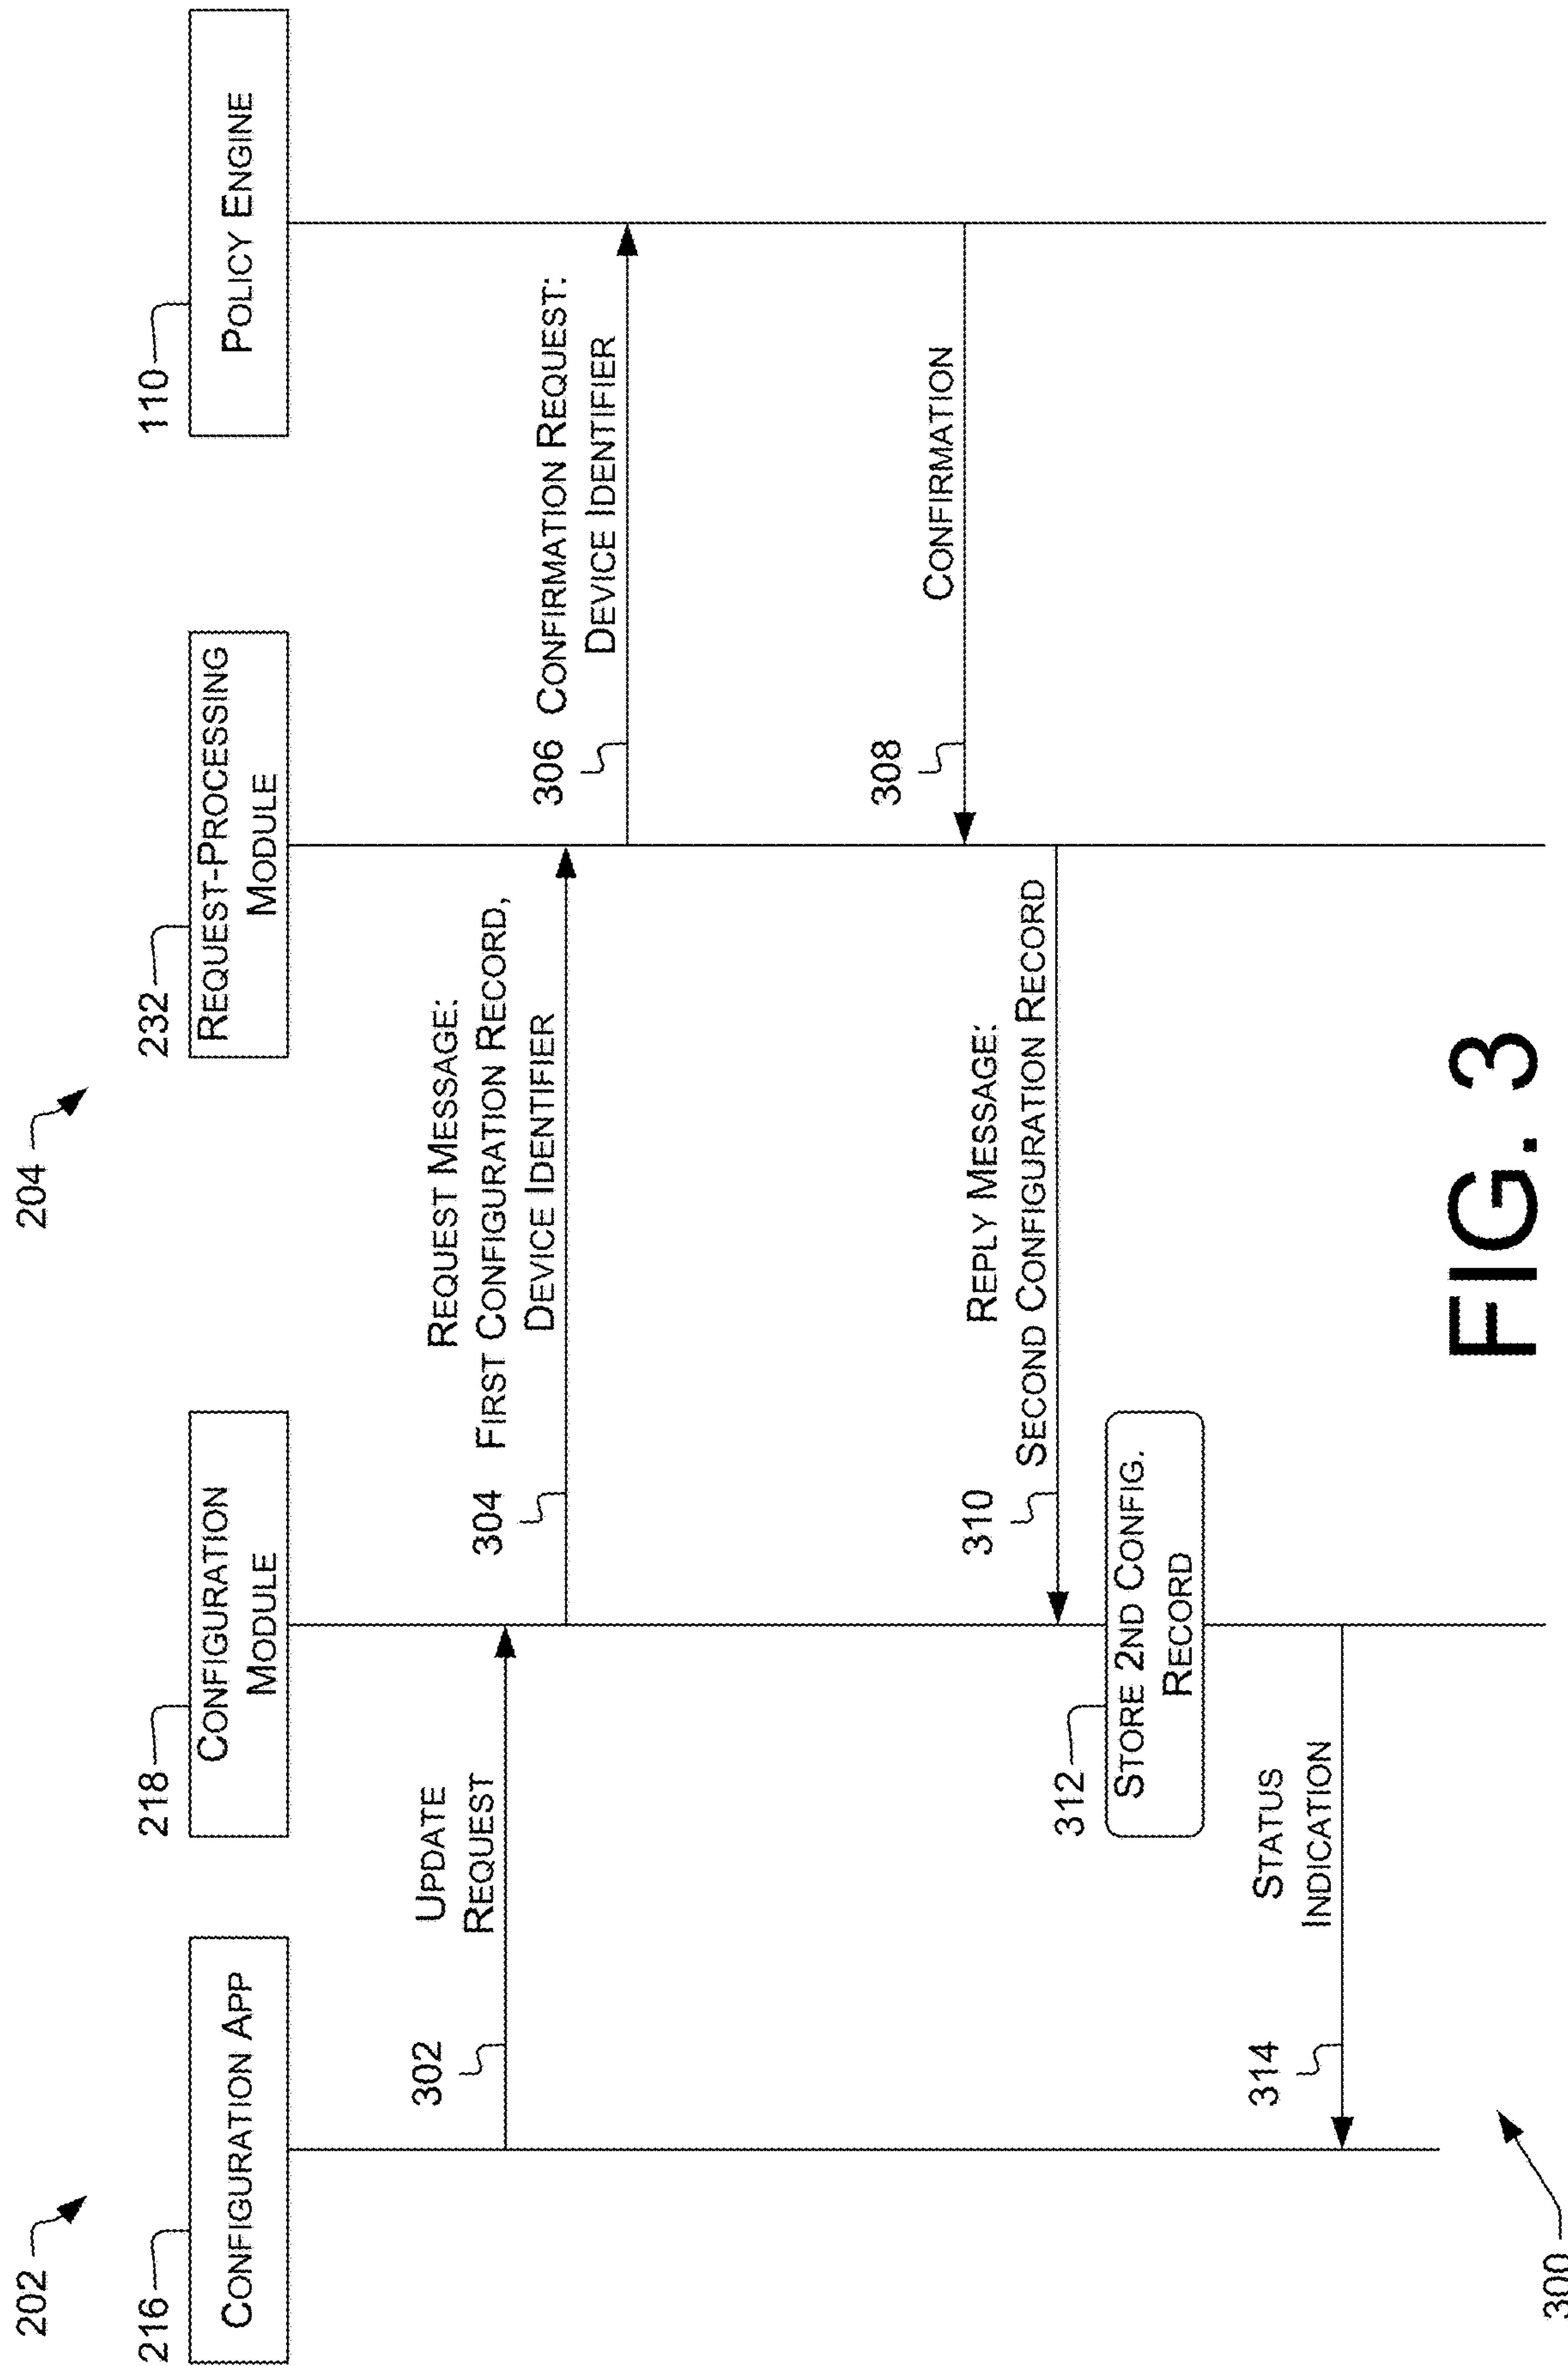 202
204
216
CONFIGURATION APP
218
CONFIGURATION
MODULE
232
REQUEST-PROCESSING
MODULE
110
POLICY ENGINE
302
UPDATE
REQUEST
REQUEST MESSAGE:
304 FIRST CONFIGURATION RECORD,
DEVICE IDENTIFIER
306 CONFIRMATION REQUEST:
DEVICE IDENTIFIER
308
CONFIRMATION
310
REPLY MESSAGE:
SECOND CONFIGURATION RECORD
312
STORE 2ND CONFIG.
RECORD
314
STATUS
INDICATION
300
FIG. 3